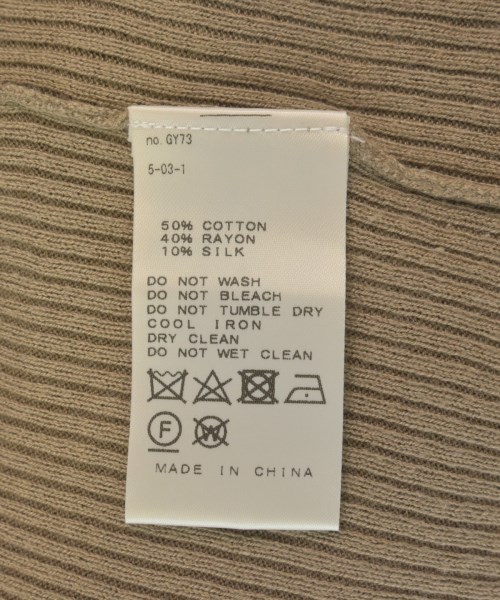 no. GY73
5-03-1
50% COTTON
40% RAYON
10% SILK
DO NOT WASH
DO NOT BLEACH
DO NOT TUMBLE DRY
COOL IRON
DRY CLEAN
DO NOT WET CLEAN
F W
MADE IN CHINA